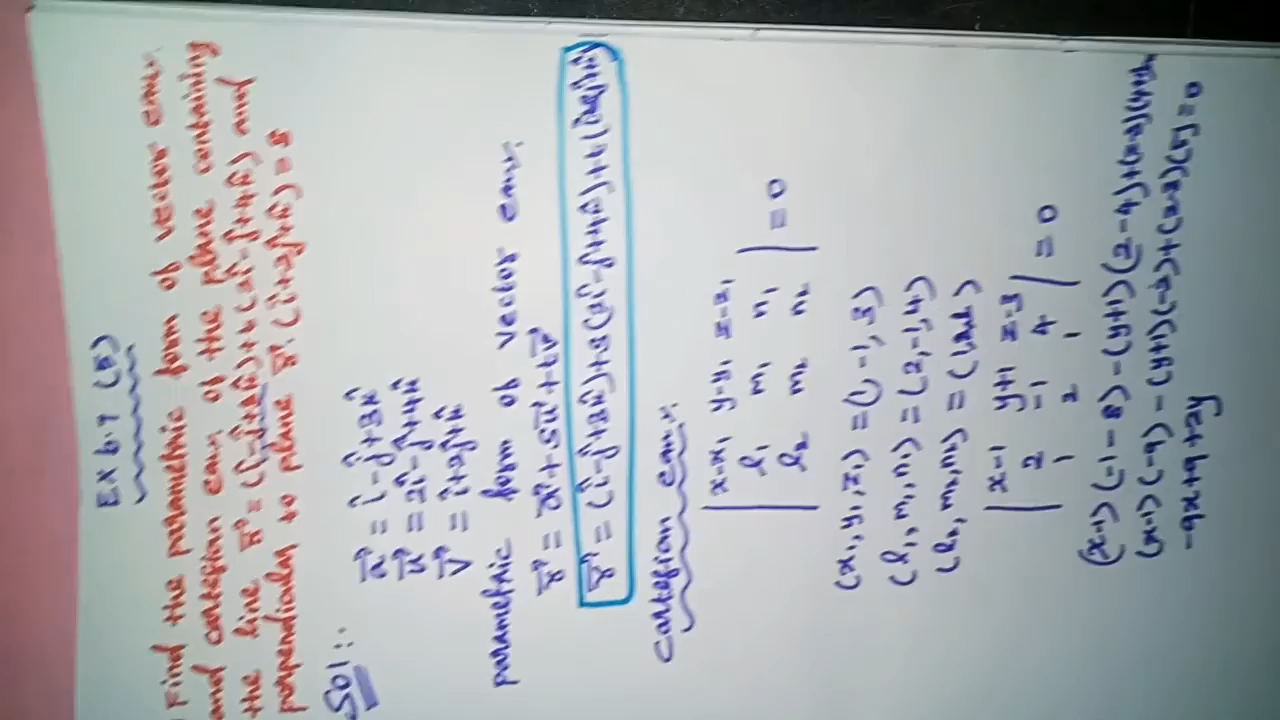 EX 6.7 (5)
Find the parametric form of vector eqn.
and cartesian eqn. of the plane containing
the line r⃗ = (î-ĵ+3k̂)+t(2î-ĵ+4k̂) and
perpendicular to plane r⃗.(î+2ĵ+k̂)=8
Sol:-
a⃗ = î-ĵ+3k̂
u⃗ = 2î-ĵ+4k̂
v⃗ = î+2ĵ+k̂
parametric form of vector eqn.
r⃗ = a⃗+su⃗+tv⃗
r⃗ = (î-ĵ+3k̂)+s(2î-ĵ+4k̂)+t(î+2ĵ+k̂)
cartesian eqn.
| x-x₁ y-y₁ z-z₁
l₁ m₁ n₁
l₂ m₂ n₂ | = 0
(x₁,y₁,z₁) = (1,-1,3)
(l₁,m₁,n₁) = (2,-1,4)
(l₂,m₂,n₂) = (1,2,1)
| x-1 y+1 z-3
2 -1 4
1 2 1 | = 0
(x-1)(-1-8)-(y+1)(2-4)+(z-3)(4+1)
(x-1)(-9)-(y+1)(-2)+(z-3)(5)=0
-9x+9+2y